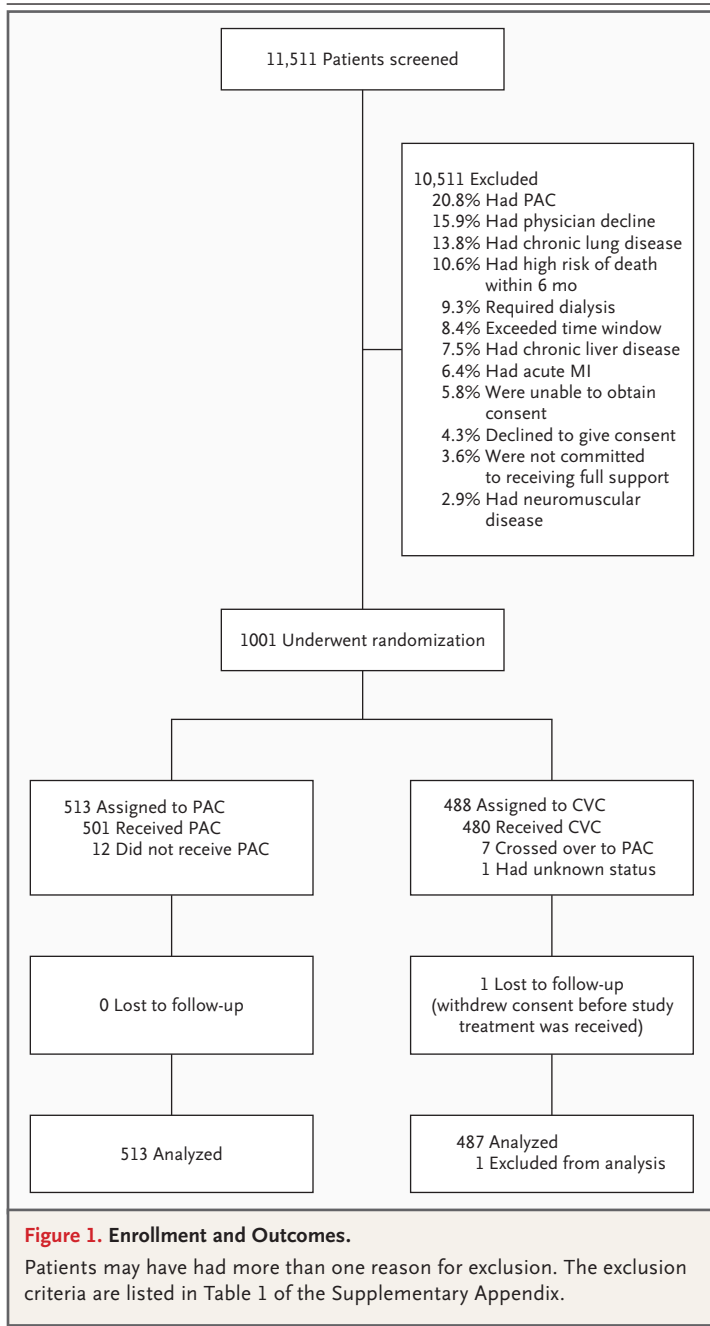 11,511 Patients screened
10,511 Excluded
20.8% Had PAC
15.9% Had physician decline
13.8% Had chronic lung disease
10.6% Had high risk of death
within 6 mo
9.3% Required dialysis
8.4% Exceeded time window
7.5% Had chronic liver disease
6.4% Had acute MI
5.8% Were unable to obtain
consent
4.3% Declined to give consent
3.6% Were not committed
to receiving full support
2.9% Had neuromuscular
disease
1001 Underwent randomization
513 Assigned to PAC
501 Received PAC
12 Did not receive PAC
488 Assigned to CVC
480 Received CVC
7 Crossed over to PAC
1 Had unknown status
0 Lost to follow-up
1 Lost to follow-up
(withdrew consent before study
treatment was received)
513 Analyzed
487 Analyzed
1 Excluded from analysis
Figure 1. Enrollment and Outcomes.
Patients may have had more than one reason for exclusion. The exclusion
criteria are listed in Table 1 of the Supplementary Appendix.